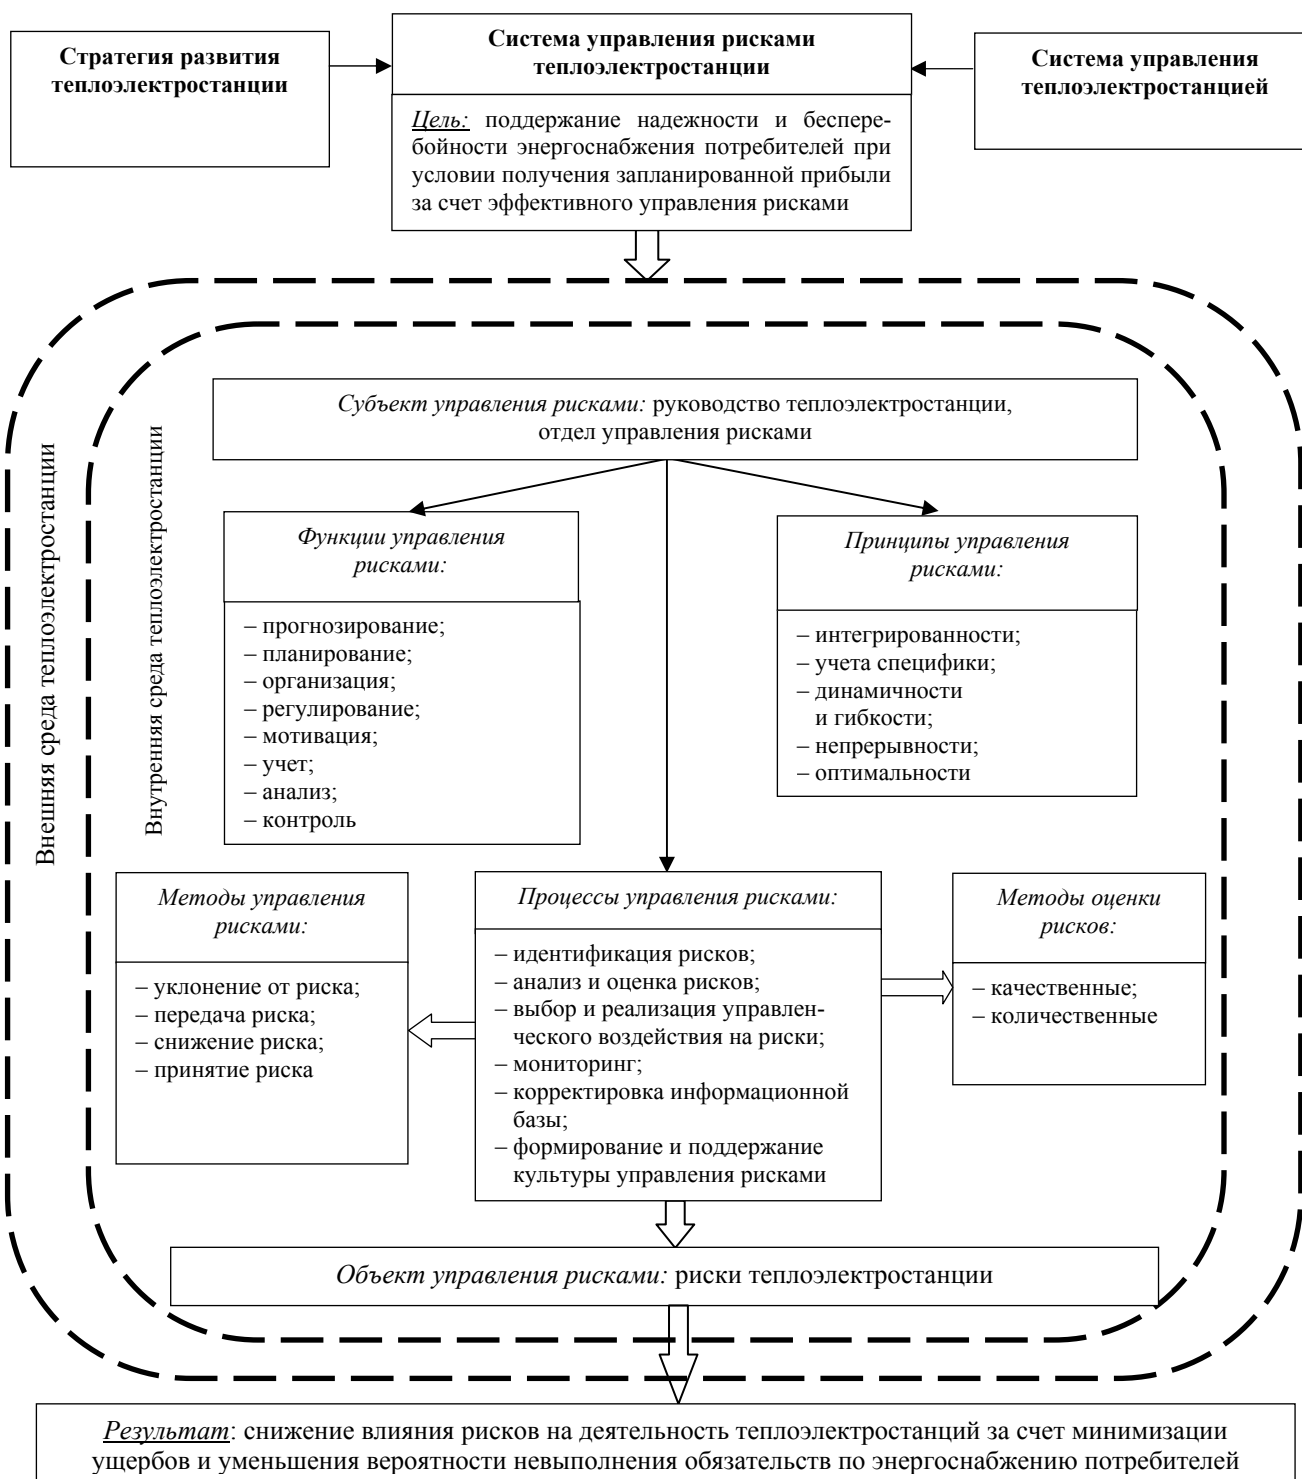 Стратегия развития
теплоэлектростанции
Система управления рисками
теплоэлектростанции
Цель: поддержание надежности и беспере-
бойности энергоснабжения потребителей при
условии получения запланированной прибыли
за счет эффективного управления рисками
Система управления
теплоэлектростанцией
Внешняя среда теплоэлектростанции
Внутренняя среда теплоэлектростанции
Субъект управления рисками: руководство теплоэлектростанции,
отдел управления рисками
Функции управления
рисками:
– прогнозирование;
– планирование;
– организация;
– регулирование;
– мотивация;
– учет;
– анализ;
– контроль
Принципы управления
рисками:
– интегрированности;
– учета специфики;
– динамичности
и гибкости;
– непрерывности;
– оптимальности
Методы управления
рисками:
– уклонение от риска;
– передача риска;
– снижение риска;
– принятие риска
Процессы управления рисками:
– идентификация рисков;
– анализ и оценка рисков;
– выбор и реализация управлен-
ческого воздействия на риски;
– мониторинг;
– корректировка информационной
базы;
– формирование и поддержание
культуры управления рисками
Методы оценки
рисков:
– качественные;
– количественные
Объект управления рисками: риски теплоэлектростанции
Результат: снижение влияния рисков на деятельность теплоэлектростанций за счет минимизации
ущербов и уменьшения вероятности невыполнения обязательств по энергоснабжению потребителей